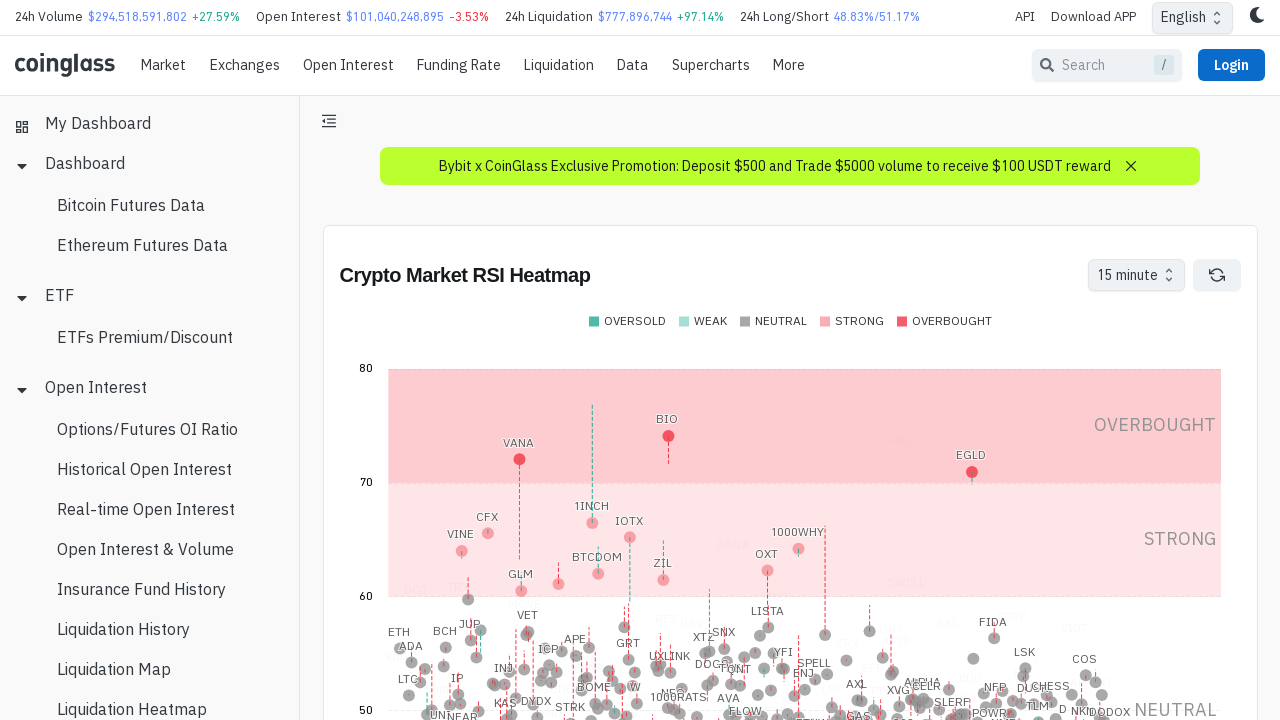 24h Volume $294,518,591,802 +27.59% Open Interest $101,040,248,895 -3.53% 24h Liquidation $777,896,744 +97.14% 24h Long/Short 48.83%/51.17% API Download APP English
coinglass Market Exchanges Open Interest Funding Rate Liquidation Data Supercharts More Search / Login
My Dashboard
Dashboard
Bitcoin Futures Data
Ethereum Futures Data
ETF
ETFs Premium/Discount
Open Interest
Options/Futures OI Ratio
Historical Open Interest
Real-time Open Interest
Open Interest & Volume
Insurance Fund History
Liquidation History
Liquidation Map
Liquidation Heatmap
Bybit x CoinGlass Exclusive Promotion: Deposit $500 and Trade $5000 volume to receive $100 USDT reward
Crypto Market RSI Heatmap 15 minute
OVERSOLD WEAK NEUTRAL STRONG OVERBOUGHT
80
BIO OVERBOUGHT
VANA
EGLD
70
1INCH
CFX IOTX
VINE 1000WHY STRONG
BTCDOM OXT
ZIL
GLM
60
VET LISTA
JUP FIDA
ETH BCH SNX
APE XTZ
ADA GRT
ICP YFI LSK
UXLINK COS
DOGE FONT SPELL
INJ ENJ
LTC IP AXL ALPHA
BOME W XVG CELR NFP CHESS
KAS DYDX 1000RATS AVA SLERF TLM
STRK FLOW GAS POWR D NKN DODOX NEUTRAL
50 UNI NEAR